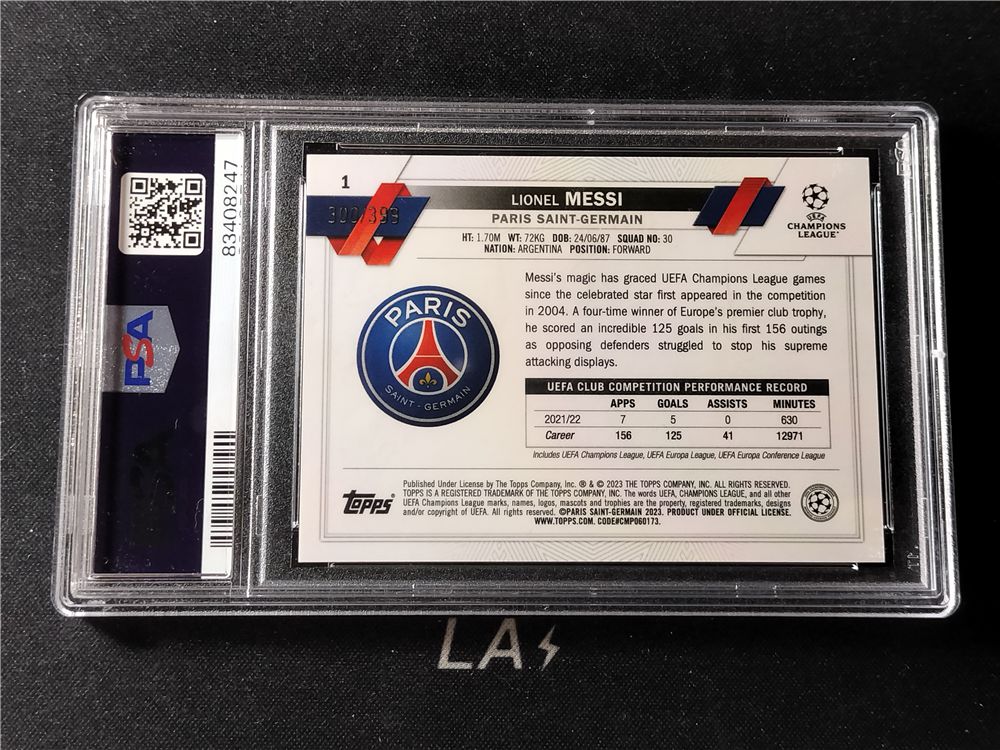 83408247
PSA
1
300/399
LIONEL MESSI
PARIS SAINT-GERMAIN
HT: 1.70M WT: 72KG DOB: 24/06/87 SQUAD NO: 30
NATION: ARGENTINA POSITION: FORWARD
UEFA
CHAMPIONS
LEAGUE
PARIS
SAINT-GERMAIN
Messi's magic has graced UEFA Champions League games
since the celebrated star first appeared in the competition
in 2004. A four-time winner of Europe's premier club trophy,
he scored an incredible 125 goals in his first 156 outings
as opposing defenders struggled to stop his supreme
attacking displays.
UEFA CLUB COMPETITION PERFORMANCE RECORD
APPS GOALS ASSISTS MINUTES
2021/22 7 5 0 630
Career 156 125 41 12971
Includes UEFA Champions League, UEFA Europa League, UEFA Europa Conference League
Topps
Published Under License by The Topps Company, Inc. ® & © 2023 THE TOPPS COMPANY, INC. ALL RIGHTS RESERVED.
TOPPS IS A REGISTERED TRADEMARK OF THE TOPPS COMPANY, INC. The words UEFA, CHAMPIONS LEAGUE, and all other
UEFA Champions League marks, names, logos, mascots and trophies are the property, registered trademarks, designs
and/or copyright of UEFA. All rights reserved. ©PARIS SAINT-GERMAIN 2023. PRODUCT UNDER OFFICIAL LICENSE.
WWW.TOPPS.COM. CODE#CMP060173.
LA